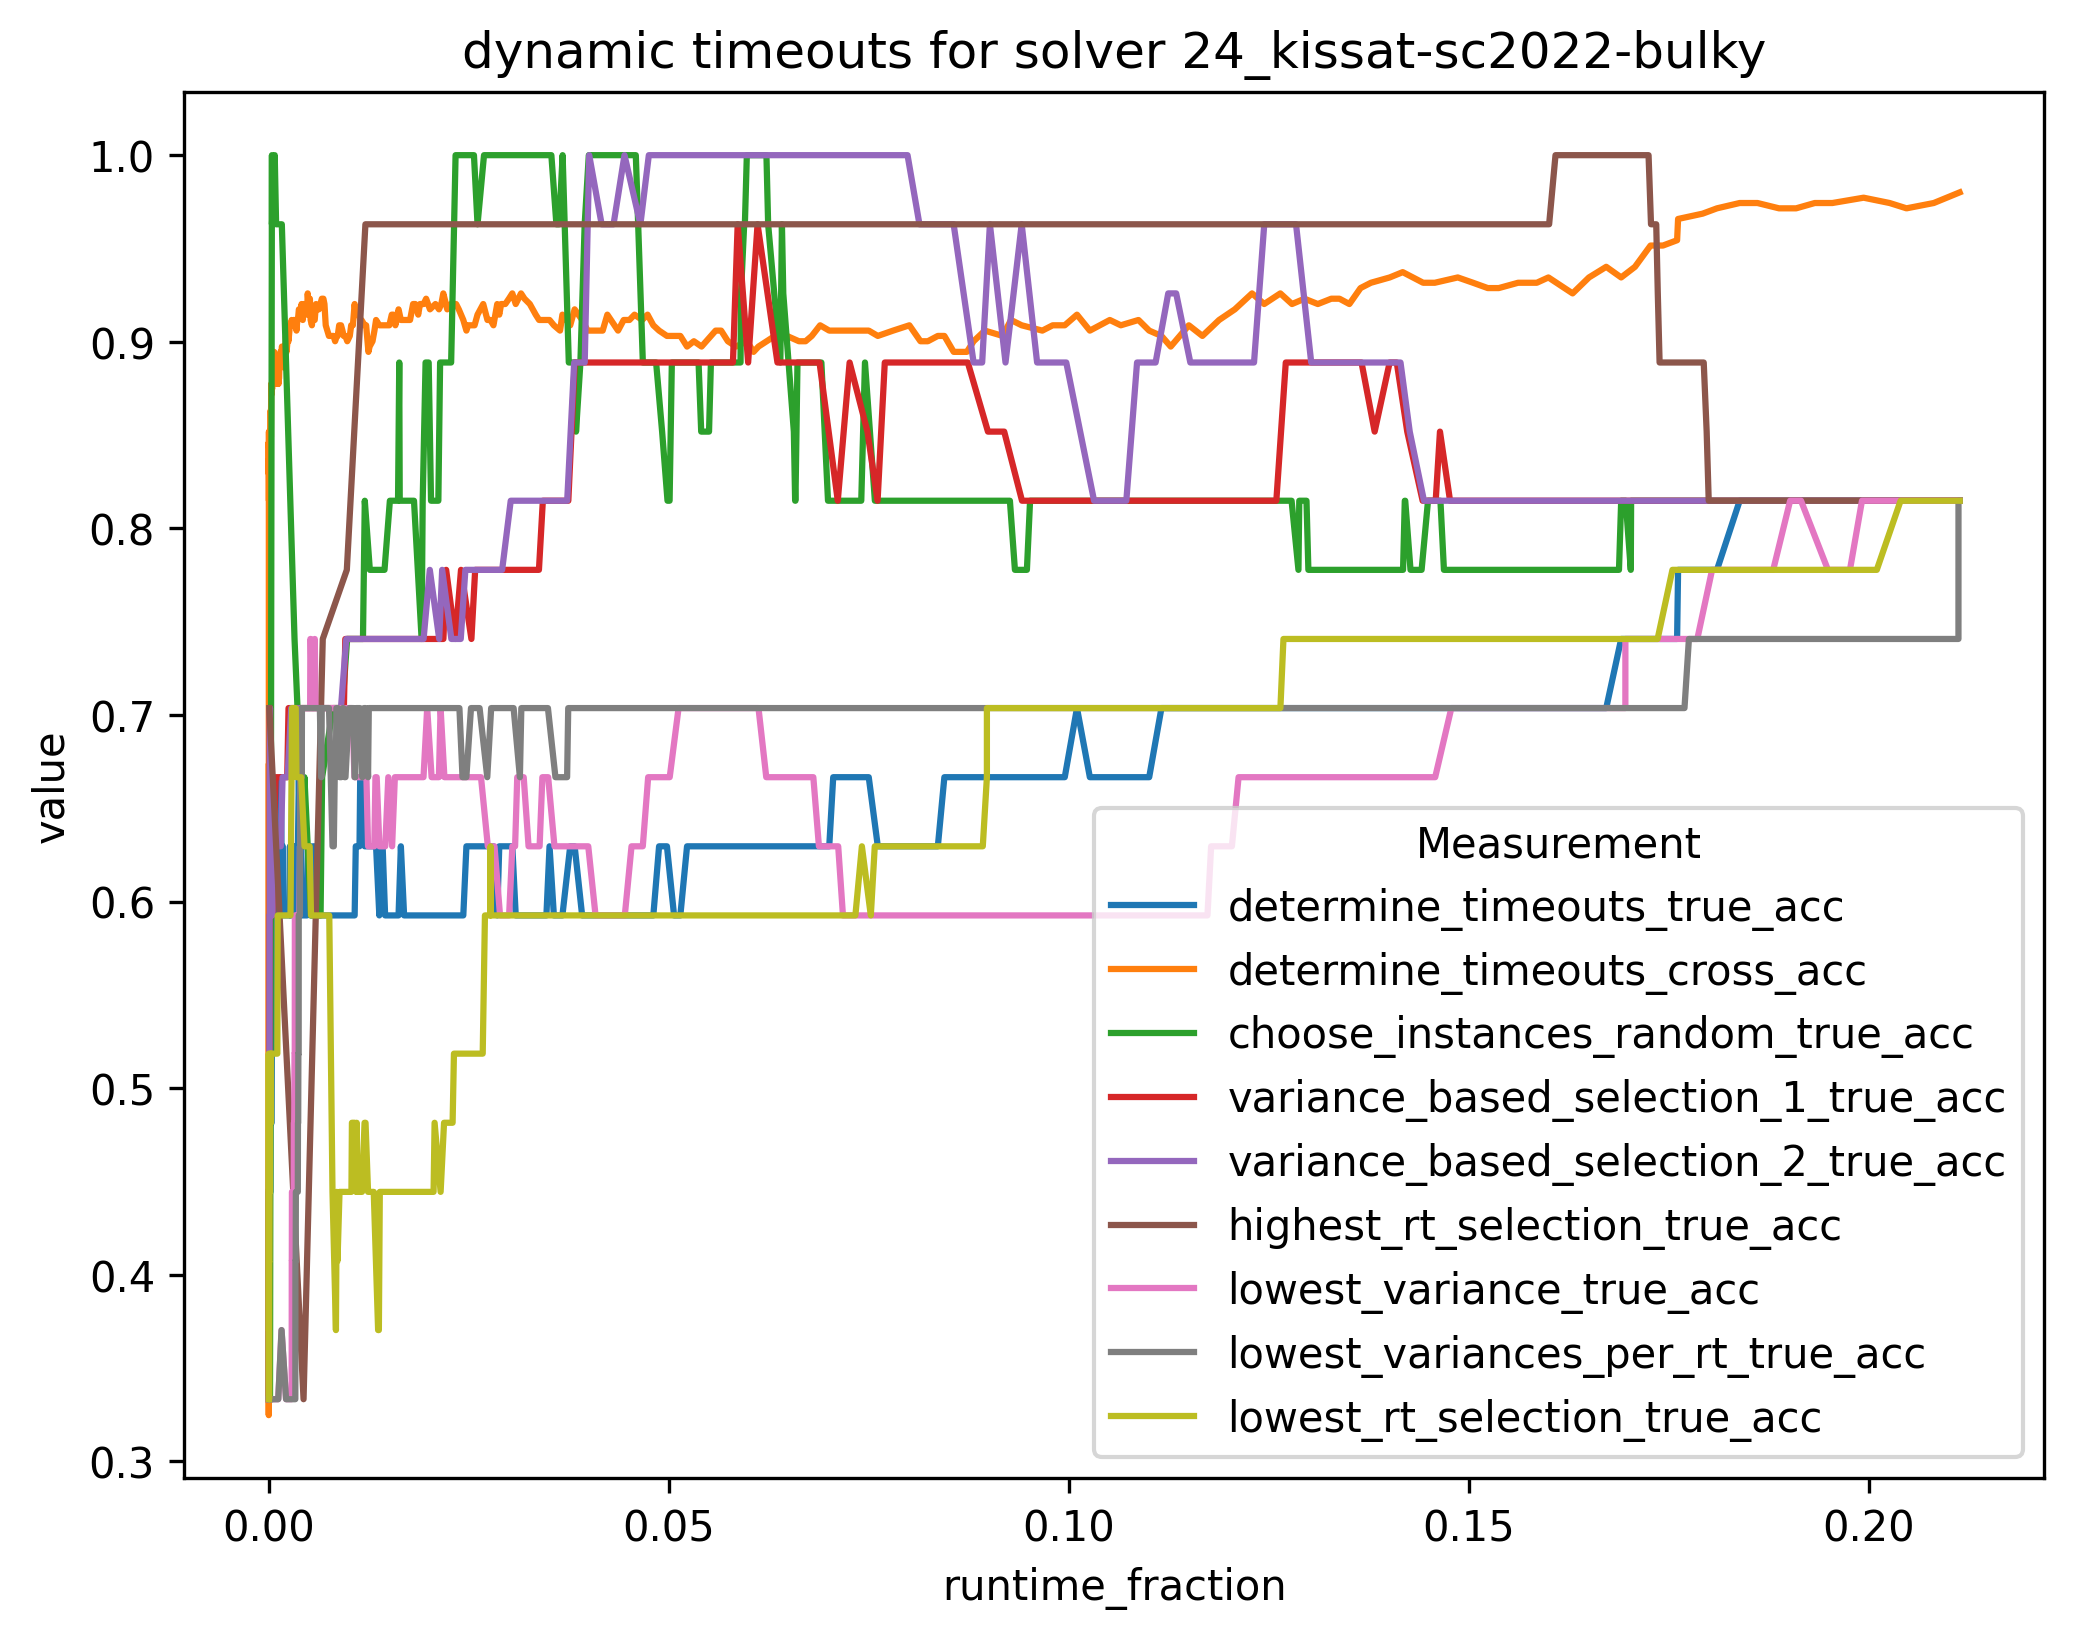 dynamic timeouts for solver 24_kissat-sc2022-bulky
1.0
0.9
0.8
0.7
0.6
0.5
0.4
0.3
value
0.00
0.05
0.10
0.15
0.20
runtime_fraction
Measurement
determine_timeouts_true_acc
determine_timeouts_cross_acc
choose_instances_random_true_acc
variance_based_selection_1_true_acc
variance_based_selection_2_true_acc
highest_rt_selection_true_acc
lowest_variance_true_acc
lowest_variances_per_rt_true_acc
lowest_rt_selection_true_acc